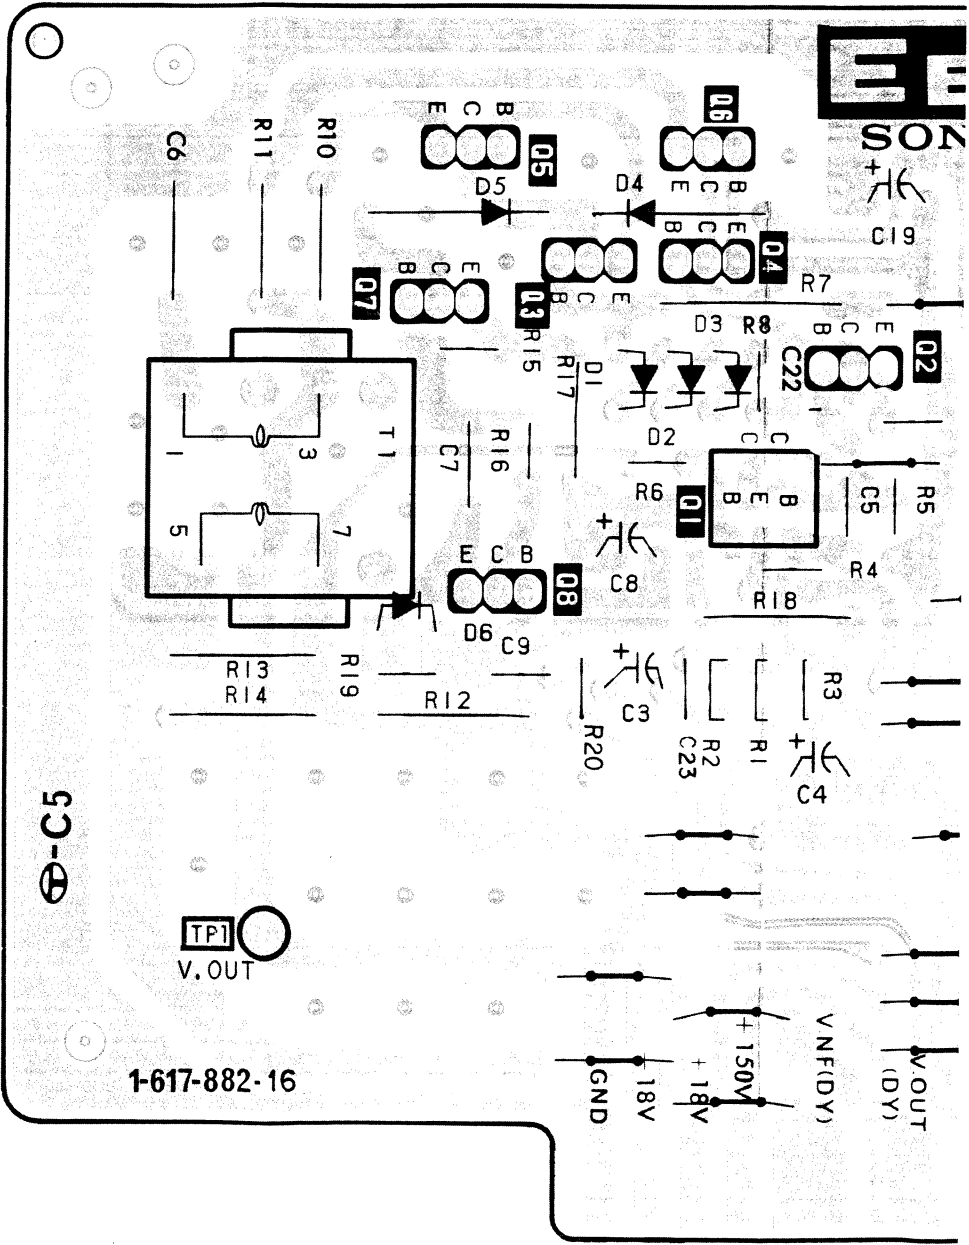 E
SON
E C B
Q5
Q6
E C B
C6
R11
R10
D5
D4
C19
B C E
Q4
B C E
Q7
B C E
Q3
R7
D3
R8
B C E
Q2
C22
R15
R17
D1
D2
C C
B E B
Q1
R6
C5
R5
T1
1
3
5
7
C7
R16
C8
R4
R18
E C B
Q8
D6
C9
R13
R14
R19
R12
C3
R20
C23
R2
R1
R3
C4
-C5
TP1
V.OUT
1-617-882-16
GND
18V
+18V
+150V
VNF(DY)
V.OUT
(DY)